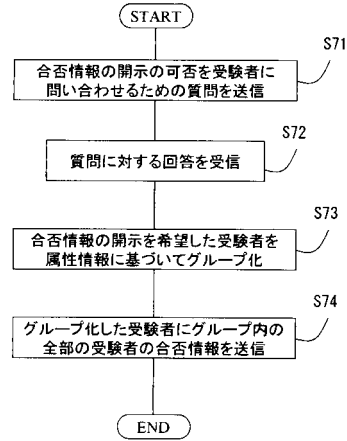 START
S71
合否情報の開示の可否を受験者に
問い合わせるための質問を送信
S72
質問に対する回答を受信
S73
合否情報の開示を希望した受験者を
属性情報に基づいてグループ化
S74
グループ化した受験者にグループ内の
全部の受験者の合否情報を送信
END